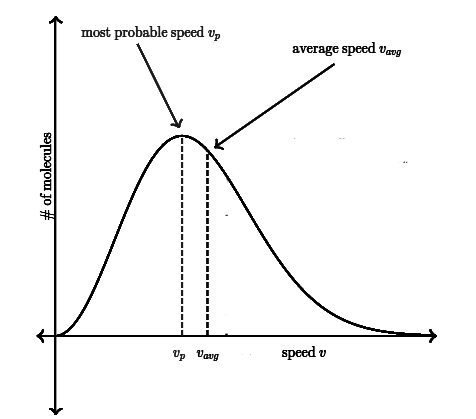 most probable speed v_p
average speed v_avg
# of molecules
v_p v_avg
speed v